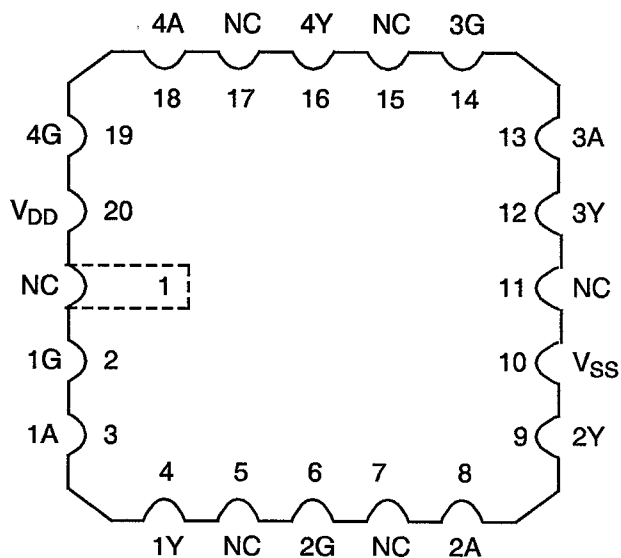 4A NC 4Y NC 3G
18 17 16 15 14
4G 19 13 3A
VDD 20 12 3Y
NC 1 11 NC
1G 2 10 VSS
1A 3 9 2Y
4 5 6 7 8
1Y NC 2G NC 2A